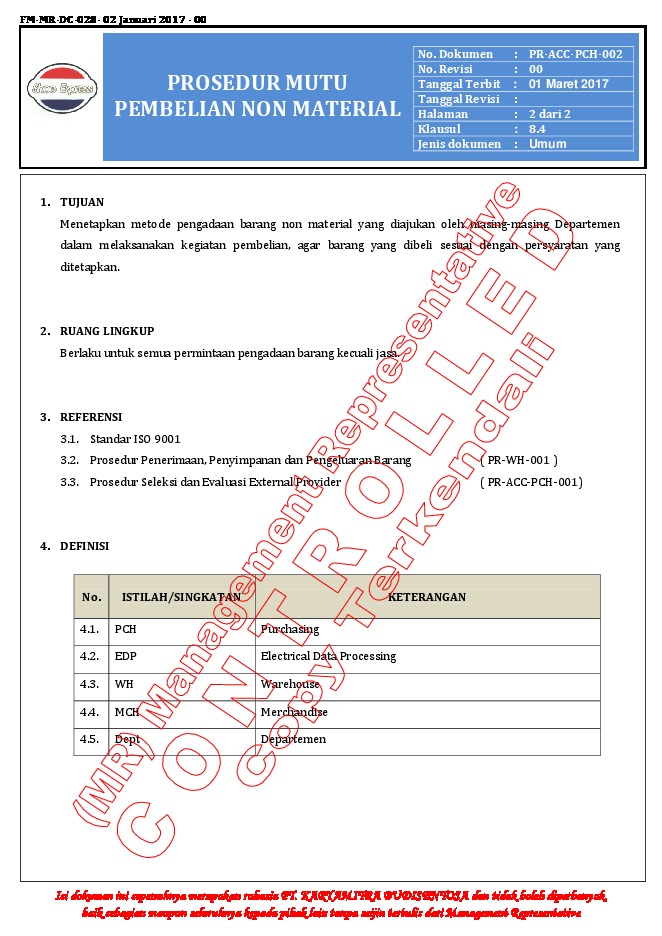 FM-MR-DC-028- 02 Januari 2017 - 00
Shoe Express
PROSEDUR MUTU
PEMBELIAN NON MATERIAL
No. Dokumen : PR-ACC-PCH-002
No. Revisi : 00
Tanggal Terbit : 01 Maret 2017
Tanggal Revisi :
Halaman : 2 dari 2
Klausul : 8.4
Jenis dokumen : Umum
1. TUJUAN
Menetapkan metode pengadaan barang non material yang diajukan oleh masing-masing Departemen
dalam melaksanakan kegiatan pembelian, agar barang yang dibeli sesuai dengan persyaratan yang
ditetapkan.
2. RUANG LINGKUP
Berlaku untuk semua permintaan pengadaan barang kecuali jasa.
3. REFERENSI
3.1. Standar ISO 9001
3.2. Prosedur Penerimaan, Penyimpanan dan Pengeluaran Barang ( PR-WH-001 )
3.3. Prosedur Seleksi dan Evaluasi External Provider ( PR-ACC-PCH-001)
4. DEFINISI
No. ISTILAH/SINGKATAN KETERANGAN
4.1. PCH Purchasing
4.2. EDP Electrical Data Processing
4.3. WH Warehouse
4.4. MCH Merchandise
4.5. Dept Departemen
(MR) Management Representative
CONTROLLED
Copy Terkendali
Isi dokumen ini sepenuhnya merupakan rahasia PT. KARYAMITRA BUDISENTOSA dan tidak boleh diperbanyak,
baik sebagian maupun seluruhnya kepada pihak lain tanpa seijin tertulis dari Management Representative